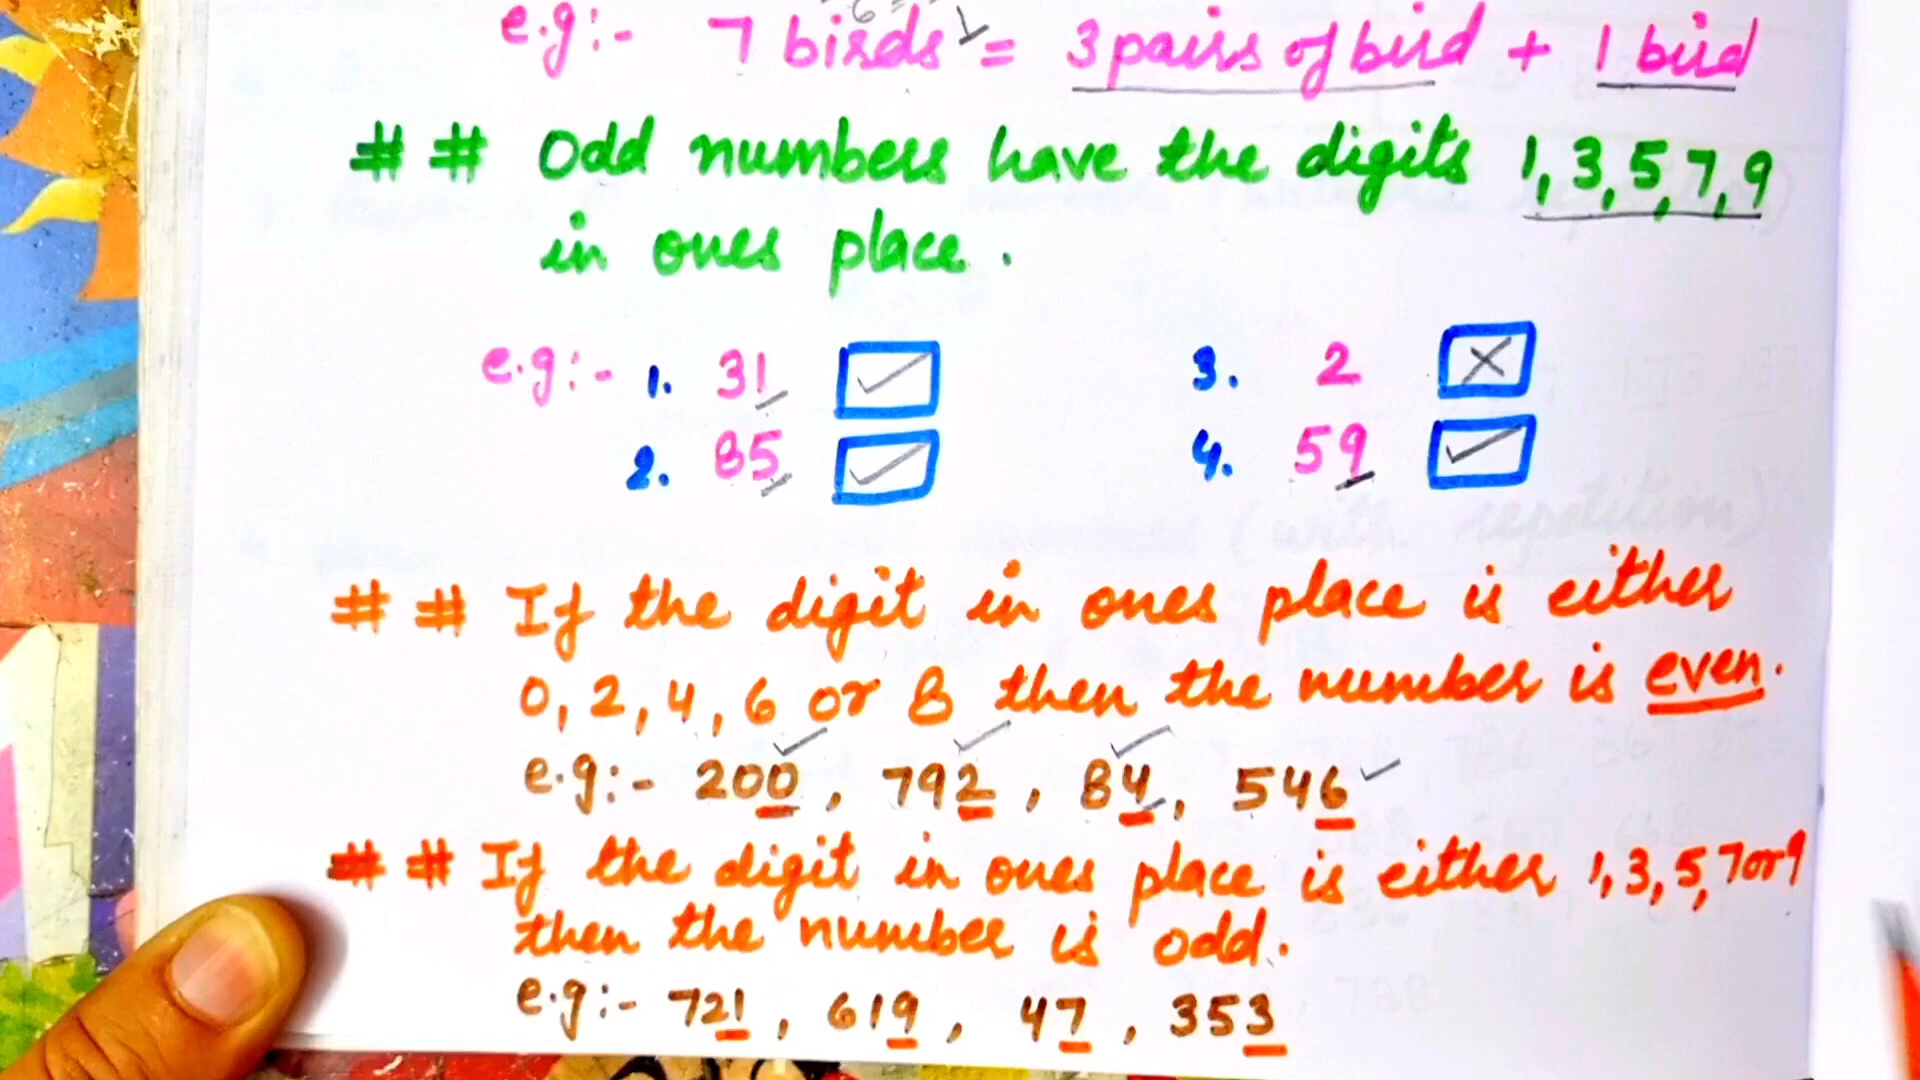 e.g:- 7 birds = 3 pairs of bird + 1 bird
## Odd numbers have the digits 1, 3, 5, 7, 9
in ones place.
e.g:- 1. 31 ✓ 3. 2 ✗
2. 85 ✓ 4. 59 ✓
## If the digit in ones place is either
0, 2, 4, 6 or 8 then the number is even.
e.g:- 200, 792, 84, 546
## If the digit in ones place is either 1, 3, 5, 7 or 9
then the number is odd.
e.g:- 721, 619, 47, 353